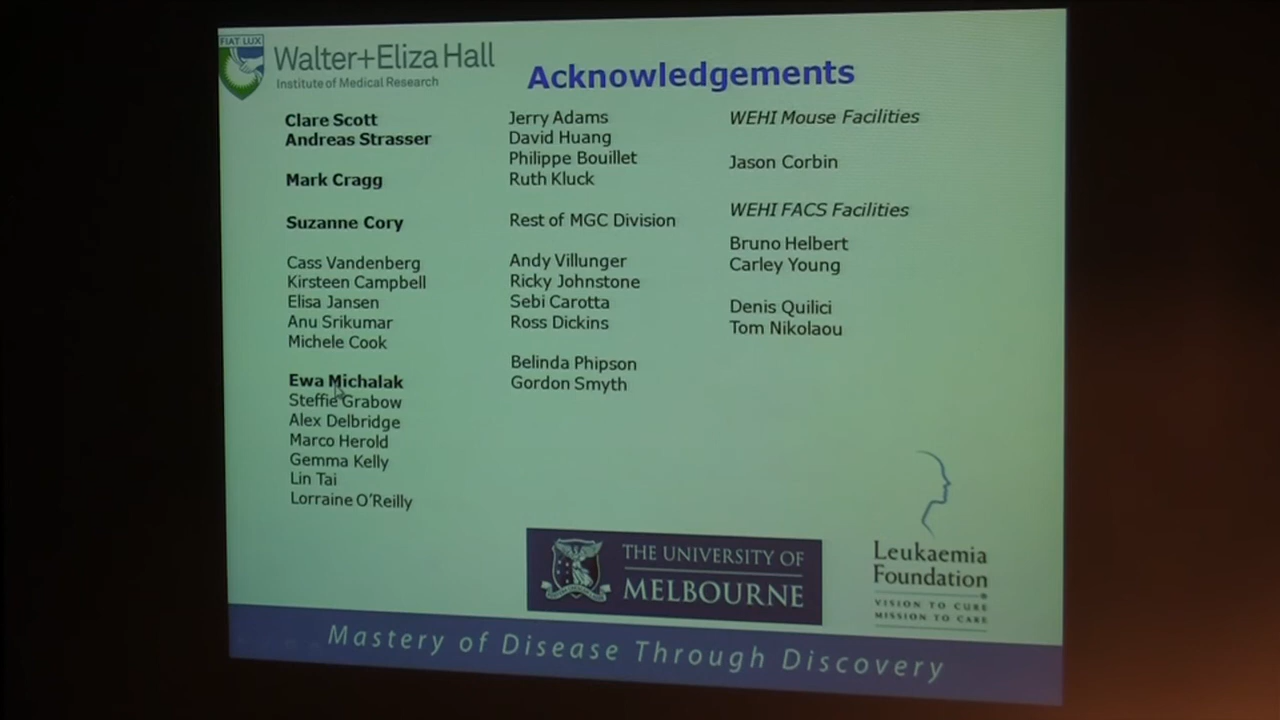 FIAT LUX
Walter+Eliza Hall
Institute of Medical Research
Acknowledgements
Clare Scott
Andreas Strasser
Mark Cragg
Suzanne Cory
Cass Vandenberg
Kirsteen Campbell
Elisa Jansen
Anu Srikumar
Michele Cook
Ewa Michalak
Steffie Grabow
Alex Delbridge
Marco Herold
Gemma Kelly
Lin Tai
Lorraine O'Reilly
Jerry Adams
David Huang
Philippe Bouillet
Ruth Kluck
Rest of MGC Division
Andy Villunger
Ricky Johnstone
Sebi Carotta
Ross Dickins
Belinda Phipson
Gordon Smyth
WEHI Mouse Facilities
Jason Corbin
WEHI FACS Facilities
Bruno Helbert
Carley Young
Denis Quilici
Tom Nikolaou
THE UNIVERSITY OF
MELBOURNE
Leukaemia
Foundation
VISION TO CURE
MISSION TO CARE
Mastery of Disease Through Discovery